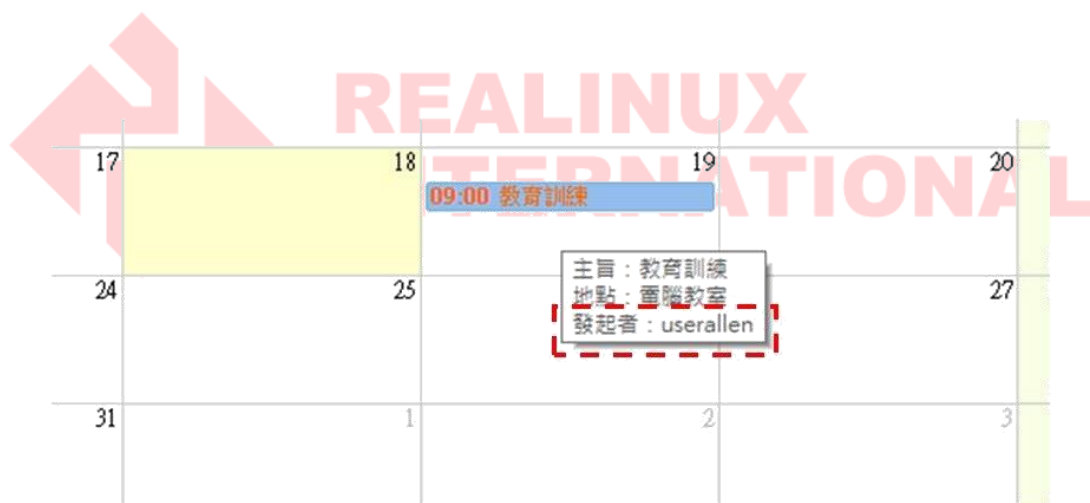 REALINUX
INTERNATIONAL
17 18 19 20
09:00 教育訓練
主旨：教育訓練
地點：電腦教室
發起者：userallen
24 25 27
31 1 2 3